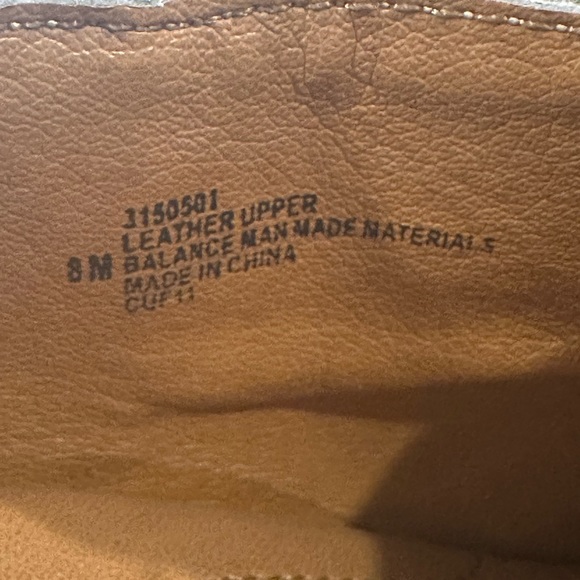 3150501
LEATHER UPPER
8 M BALANCE MAN MADE MATERIALS
MADE IN CHINA